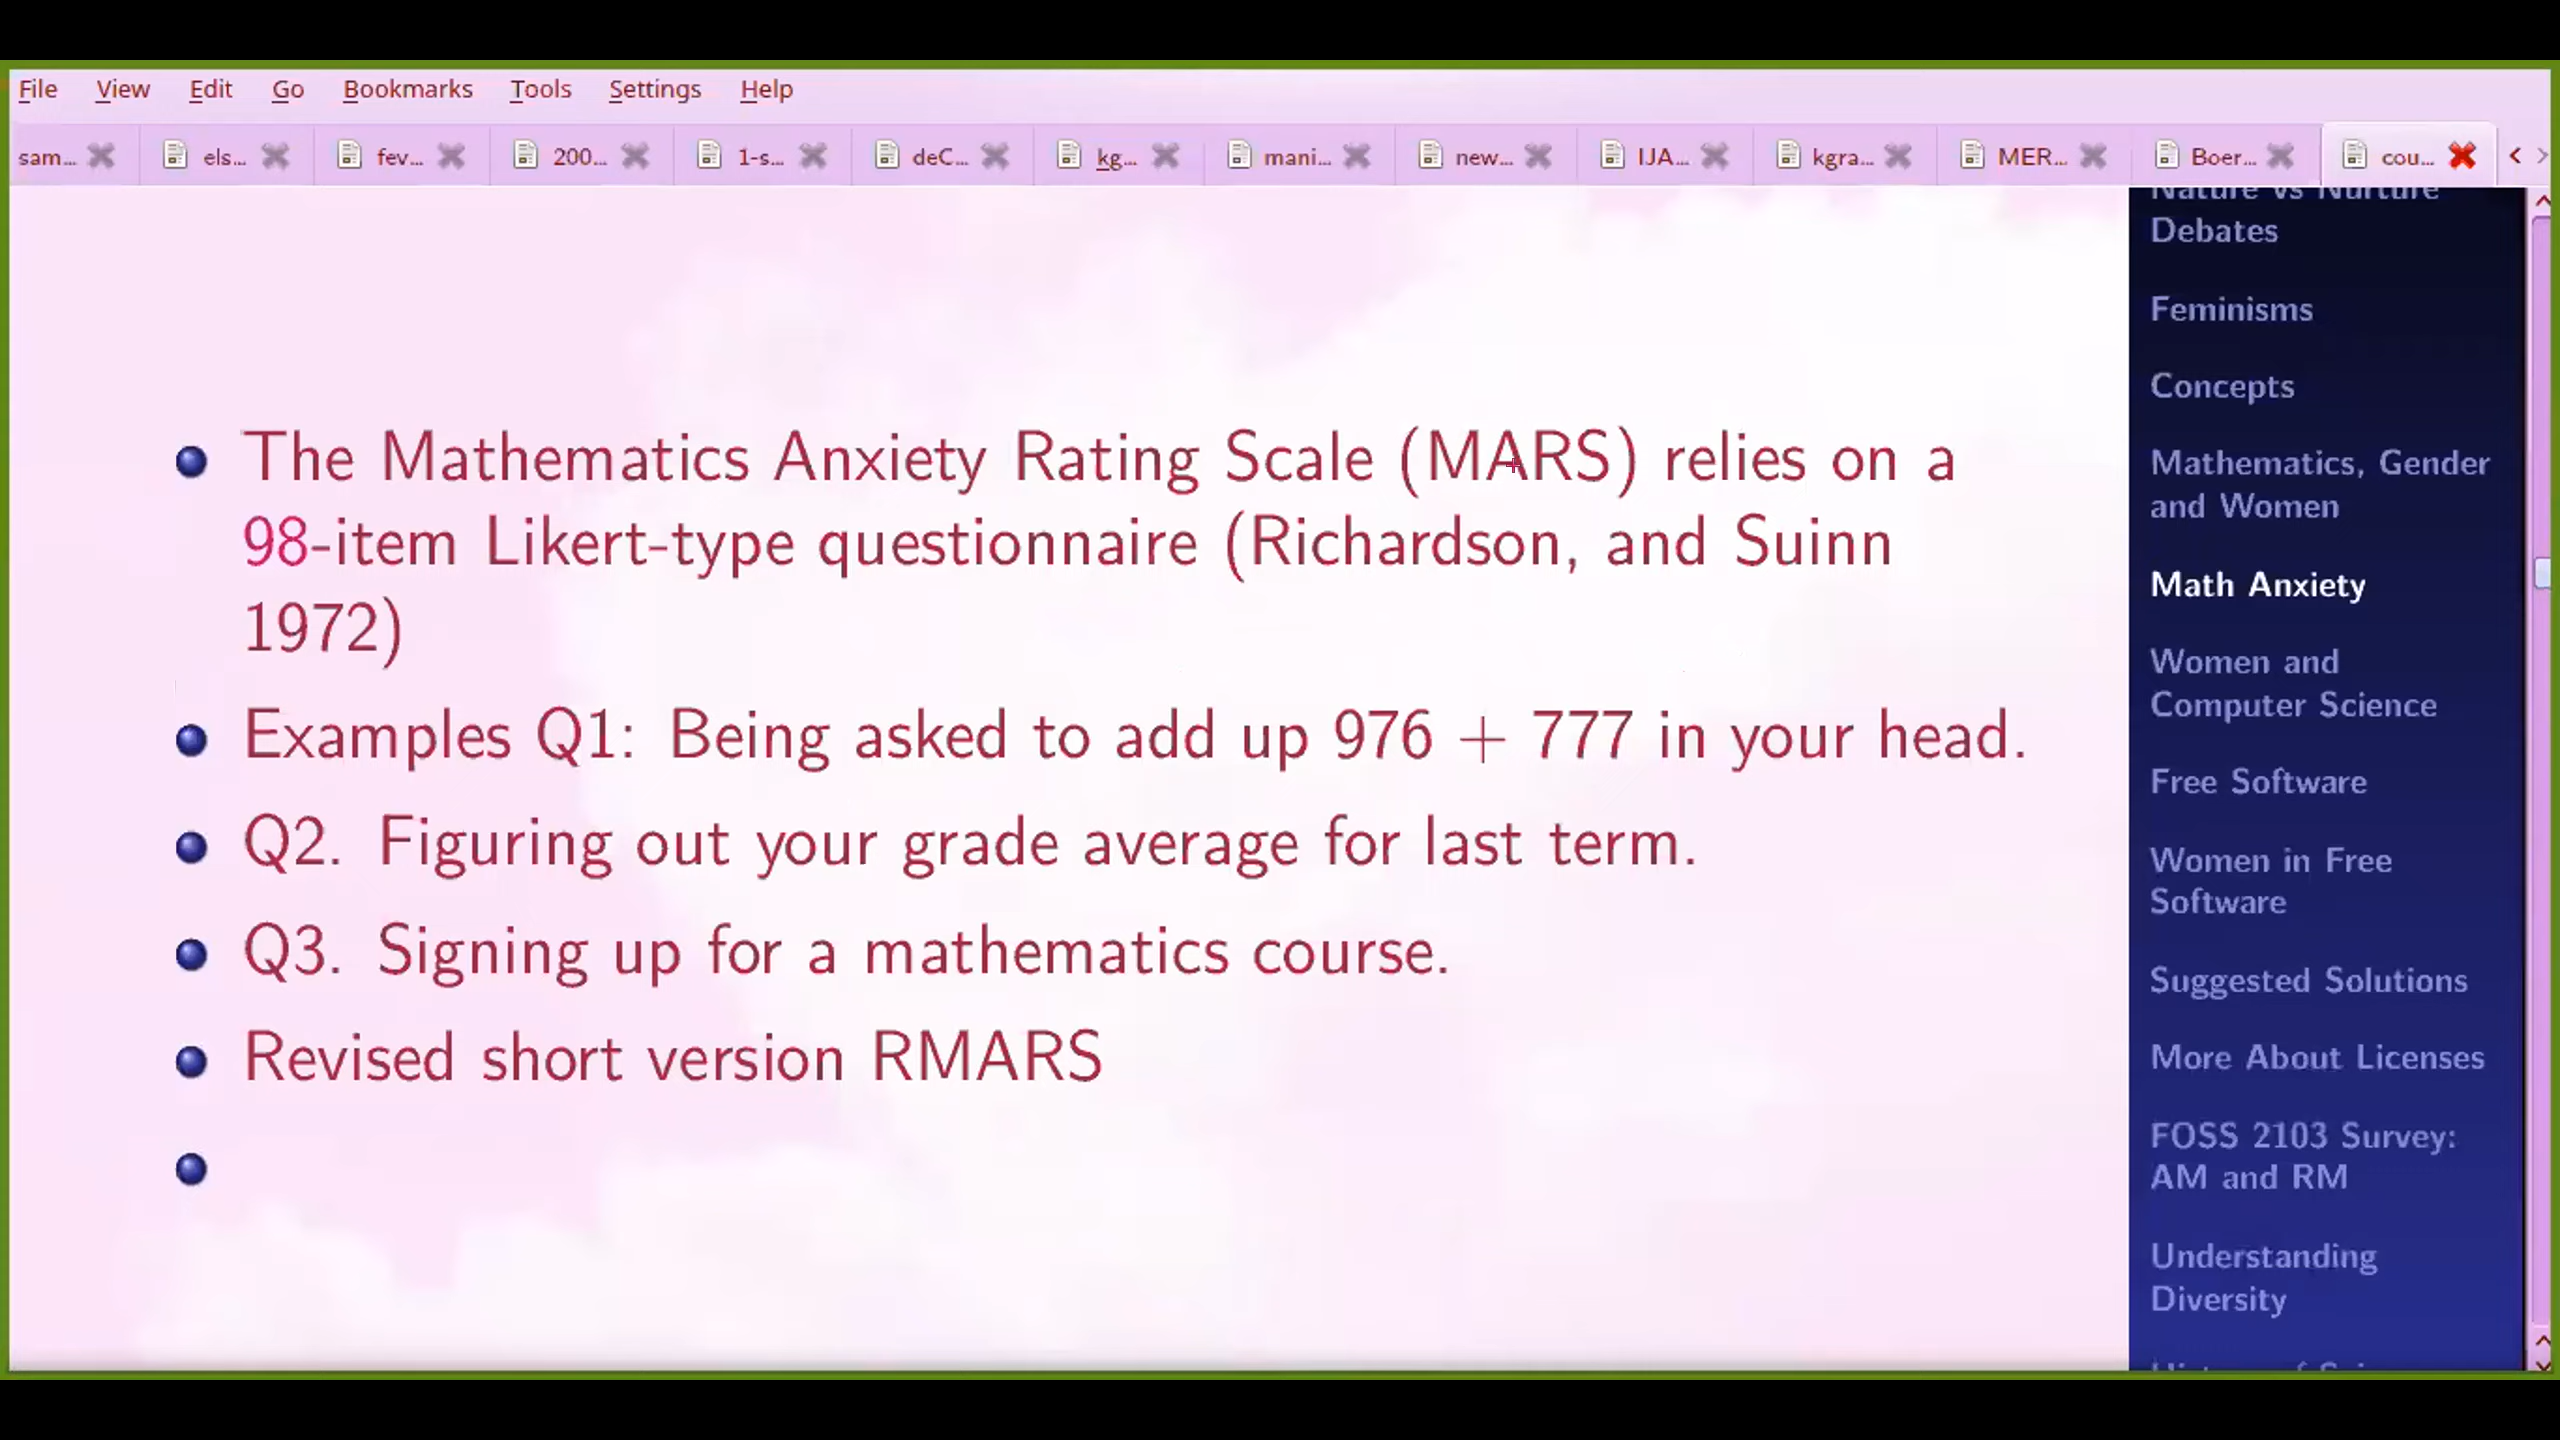 File View Edit Go Bookmarks Tools Settings Help
sam... els... fev... 200... 1-s... deC... kg... mani... new... IJA... kgra... MER... Boer... cou...
The Mathematics Anxiety Rating Scale (MARS) relies on a
98-item Likert-type questionnaire (Richardson, and Suinn
1972)
Examples Q1: Being asked to add up 976 + 777 in your head.
Q2. Figuring out your grade average for last term.
Q3. Signing up for a mathematics course.
Revised short version RMARS
Nature vs Nurture
Debates
Feminisms
Concepts
Mathematics, Gender
and Women
Math Anxiety
Women and
Computer Science
Free Software
Women in Free
Software
Suggested Solutions
More About Licenses
FOSS 2103 Survey:
AM and RM
Understanding
Diversity